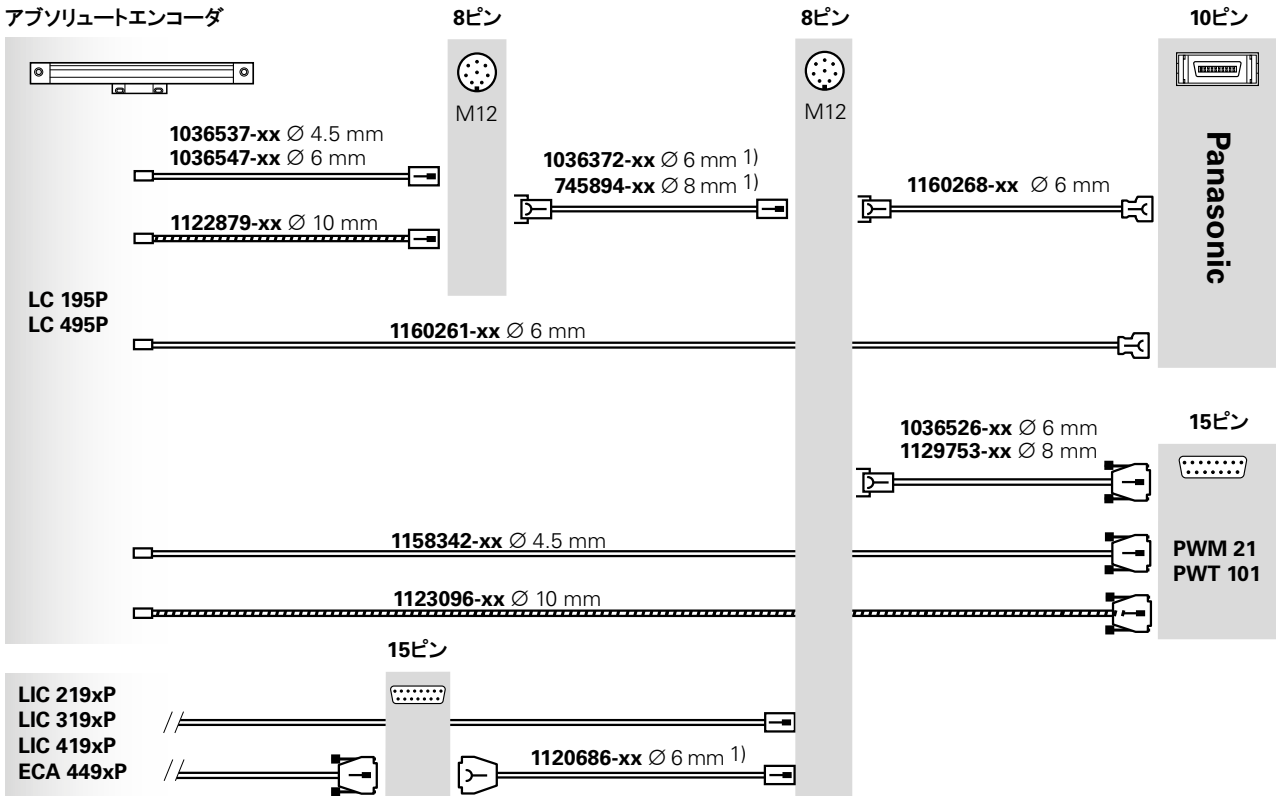 アブソリュートエンコーダ
8ピン
8ピン
10ピン
M12
M12
Panasonic
1036537-xx ∅ 4.5 mm
1036547-xx ∅ 6 mm
1036372-xx ∅ 6 mm 1)
745894-xx ∅ 8 mm 1)
1160268-xx ∅ 6 mm
1122879-xx ∅ 10 mm
LC 195P
LC 495P
1160261-xx ∅ 6 mm
15ピン
1036526-xx ∅ 6 mm
1129753-xx ∅ 8 mm
1158342-xx ∅ 4.5 mm
PWM 21
PWT 101
1123096-xx ∅ 10 mm
15ピン
LIC 219xP
LIC 319xP
LIC 419xP
ECA 449xP
1120686-xx ∅ 6 mm 1)